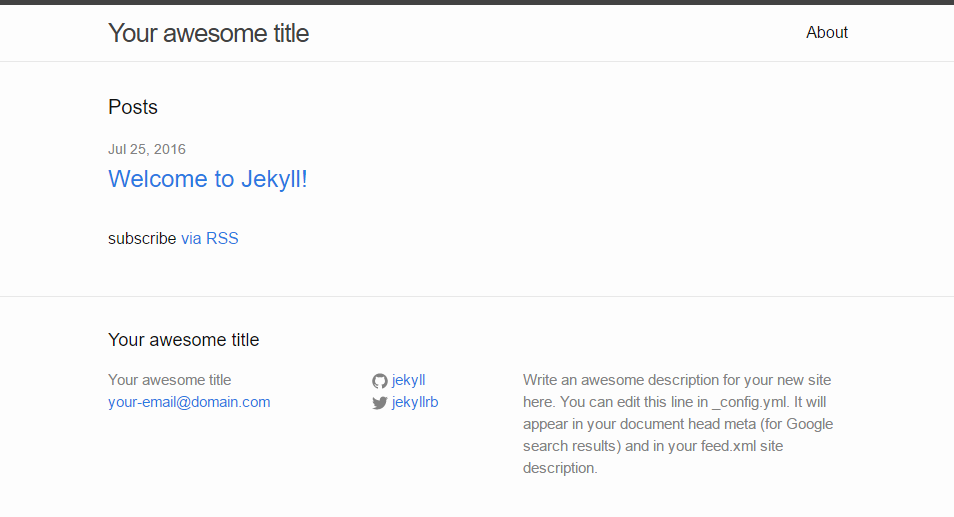 Your awesome title
About
Posts
Jul 25, 2016
Welcome to Jekyll!
subscribe via RSS
Your awesome title
Your awesome title
your-email@domain.com
jekyll
jekyllrb
Write an awesome description for your new site
here. You can edit this line in _config.yml. It will
appear in your document head meta (for Google
search results) and in your feed.xml site
description.